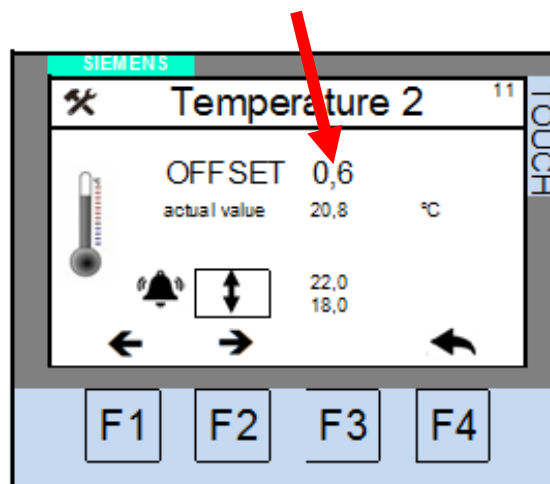 SIEMENS
Temperature 2
11
TOUCH
OFFSET 0,6
actual value 20,8 °C
22,0
18,0
F1 F2 F3 F4